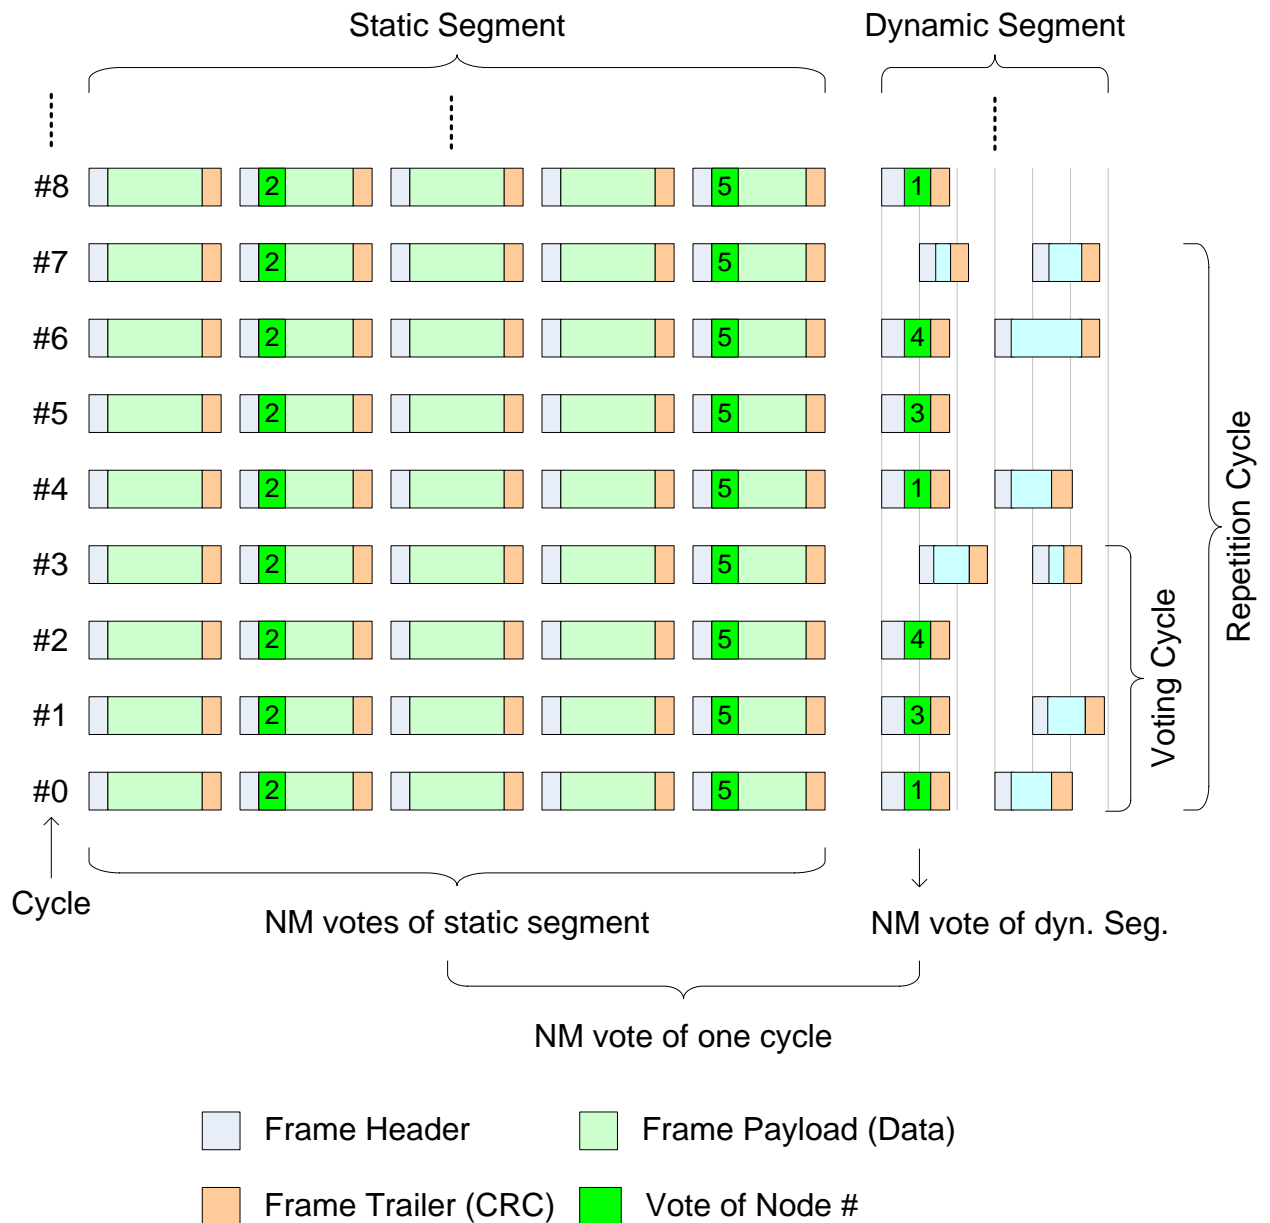 Static Segment Dynamic Segment
#8 2 5 1
#7 2 5
#6 2 5 4
#5 2 5 3
#4 2 5 1
#3 2 5
#2 2 5 4
#1 2 5 3
#0 2 5 1
Voting Cycle
Repetition Cycle
Cycle
NM votes of static segment NM vote of dyn. Seg.
NM vote of one cycle
Frame Header Frame Payload (Data)
Frame Trailer (CRC) Vote of Node #